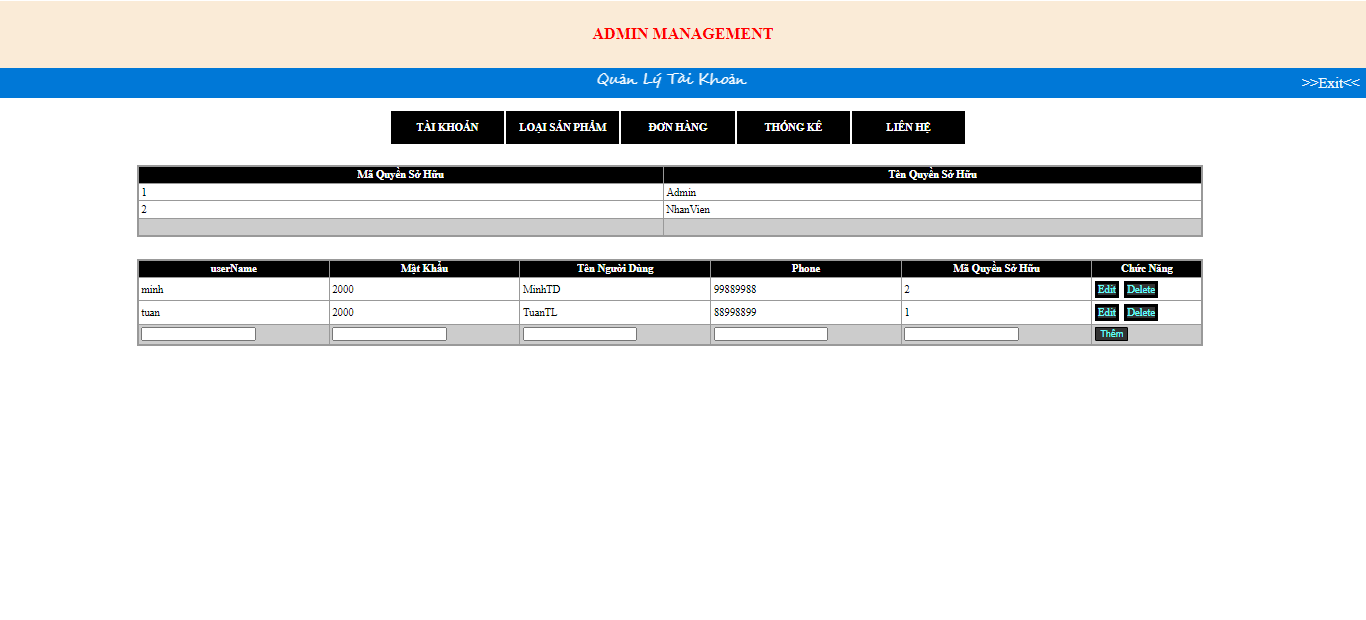 ADMIN MANAGEMENT
Quản Lý Tài Khoản
>>Exit<<
TÀI KHOẢN LOẠI SẢN PHẨM ĐƠN HÀNG THỐNG KÊ LIÊN HỆ
Mã Quyền Sở Hữu Tên Quyền Sở Hữu
1 Admin
2 NhanVien
userName Mật Khẩu Tên Người Dùng Phone Mã Quyền Sở Hữu Chức Năng
minh 2000 MinhTD 99889988 2 Edit Delete
tuan 2000 TuanTL 88998899 1 Edit Delete
Thêm